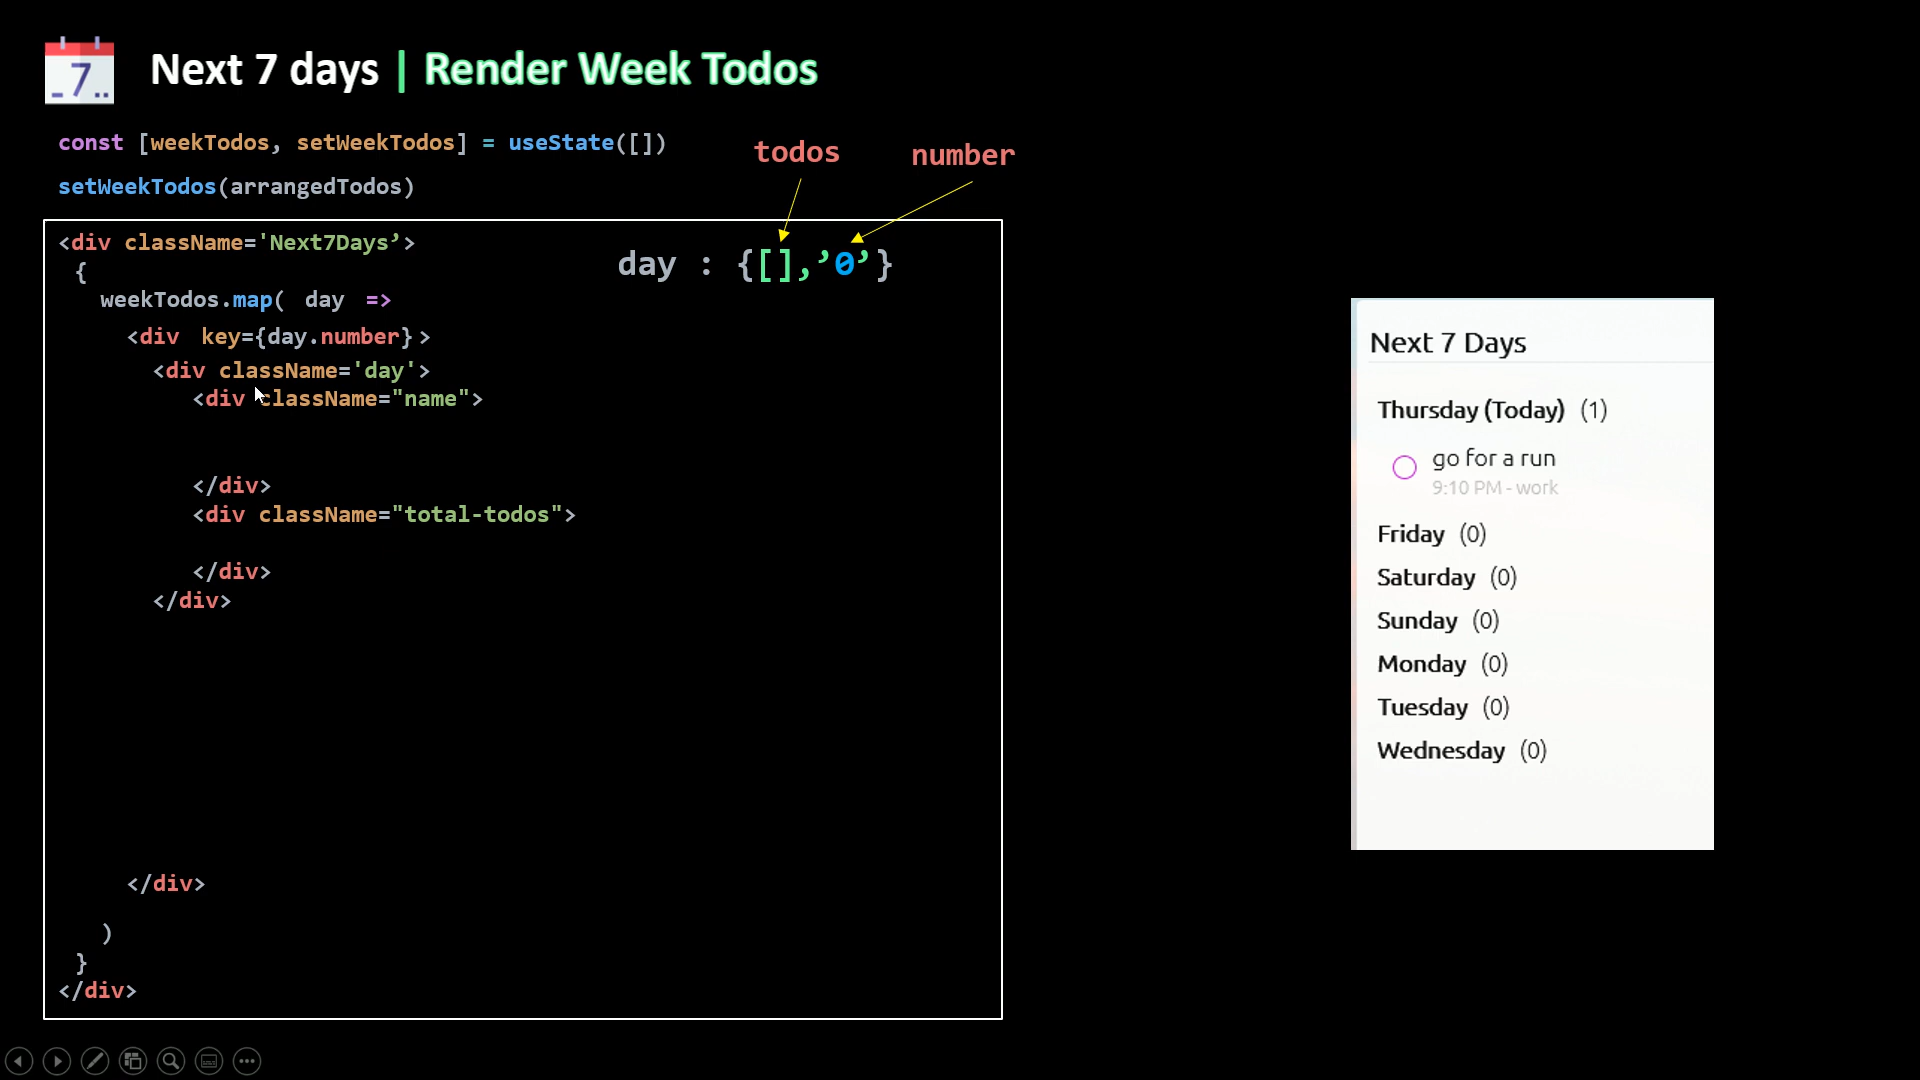 7
Next 7 days | Render Week Todos
const [weekTodos, setWeekTodos] = useState([])
setWeekTodos(arrangedTodos)
todos
number
day : {[],’0’}
<div className='Next7Days’>
{
weekTodos.map( day =>
<div key={day.number}>
<div className='day'>
<div className="name">
</div>
<div className="total-todos">
</div>
</div>
</div>
)
}
</div>
Next 7 Days
Thursday (Today) (1)
go for a run
9:10 PM - work
Friday (0)
Saturday (0)
Sunday (0)
Monday (0)
Tuesday (0)
Wednesday (0)